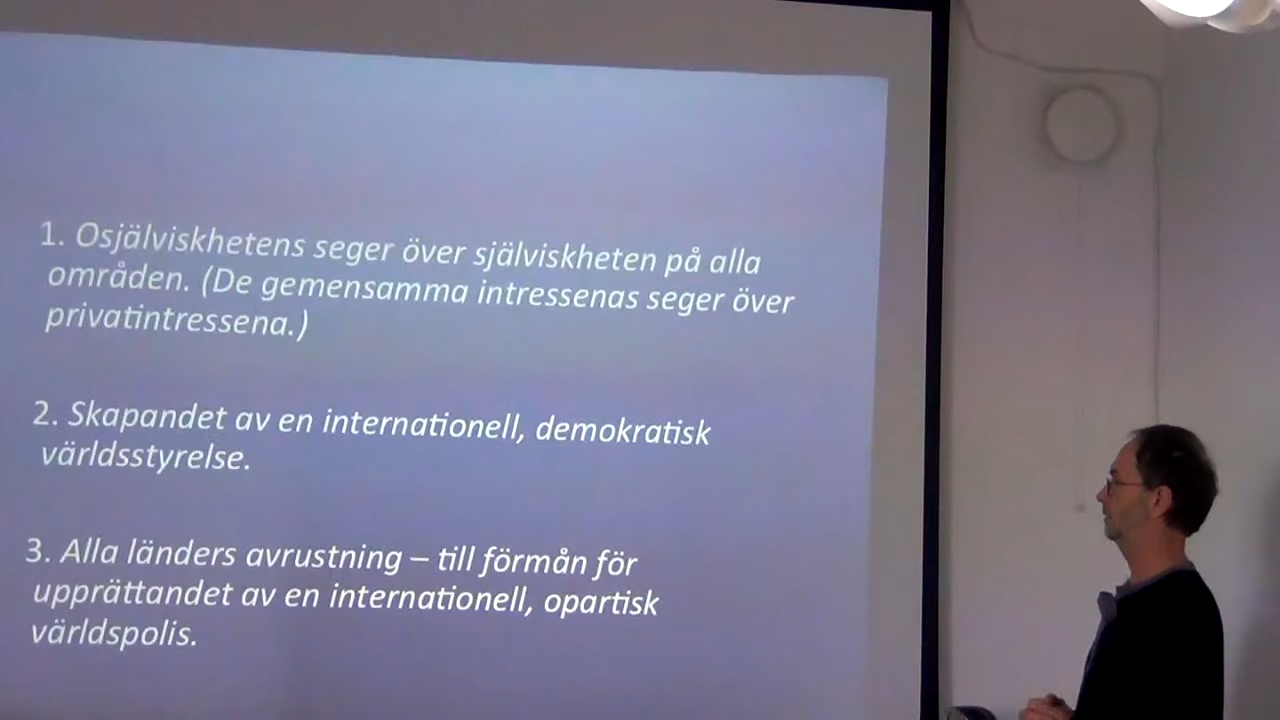 1. Osjälviskhetens seger över själviskheten på alla
områden. (De gemensamma intressenas seger över
privatintressena.)
2. Skapandet av en internationell, demokratisk
världsstyrelse.
3. Alla länders avrustning – till förmån för
upprättandet av en internationell, opartisk
världspolis.